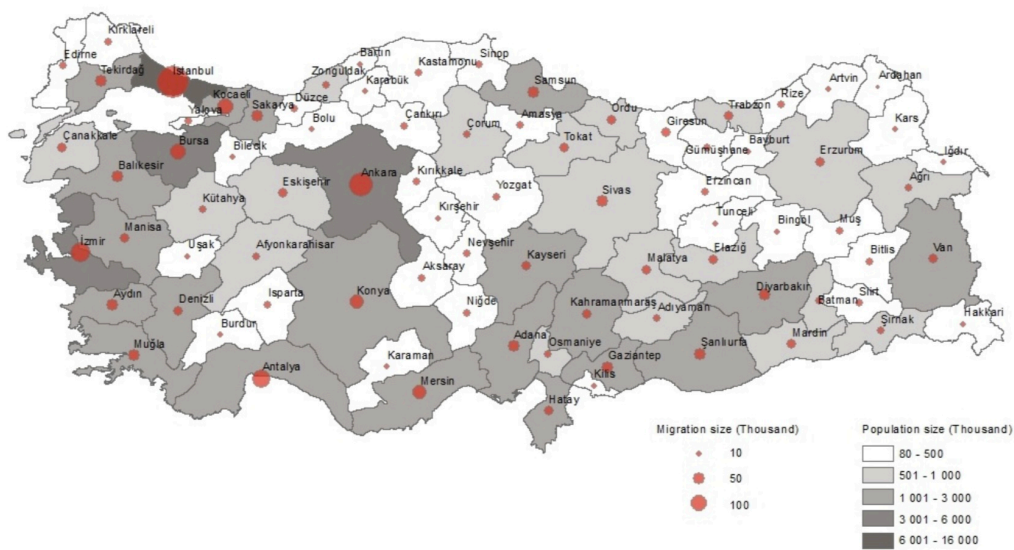 Kırklareli
Edirne
Tekirdağ
İstanbul
Kocaeli
Yalova
Sakarya
Düzce
Zonguldak
Bartın
Karabük
Kastamonu
Sinop
Samsun
Bolu
Çankırı
Çorum
Amasya
Tokat
Ordu
Giresun
Trabzon
Rize
Artvin
Ardahan
Kars
Gümüşhane
Bayburt
Erzurum
Iğdır
Ağrı
Çanakkale
Balıkesir
Bursa
Bilecik
Kütahya
Eskişehir
Ankara
Kırıkkale
Yozgat
Kırşehir
Sivas
Erzincan
Tunceli
Bingöl
Muş
Bitlis
Van
İzmir
Manisa
Uşak
Afyonkarahisar
Aksaray
Nevşehir
Kayseri
Malatya
Elazığ
Diyarbakır
Batman
Siirt
Şırnak
Hakkari
Aydın
Denizli
Isparta
Burdur
Konya
Niğde
Kahramanmaraş
Adıyaman
Mardin
Muğla
Antalya
Karaman
Mersin
Adana
Osmaniye
Gaziantep
Kilis
Şanlıurfa
Hatay
Migration size (Thousand)
10
50
100
Population size (Thousand)
80 - 500
501 - 1 000
1 001 - 3 000
3 001 - 6 000
6 001 - 16 000